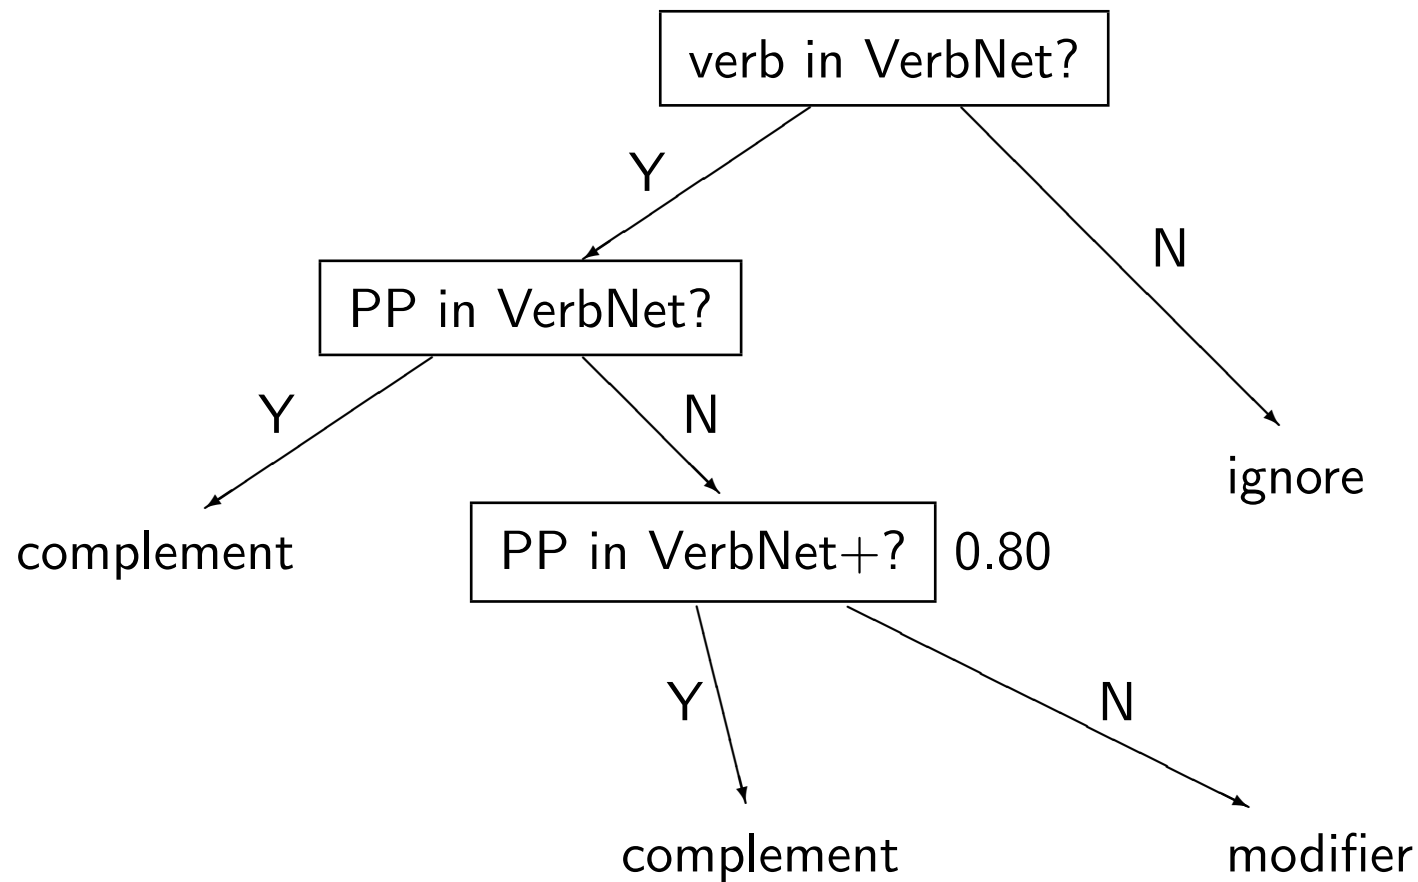 verb in VerbNet?
Y
N
PP in VerbNet?
Y
N
ignore
complement
PP in VerbNet+? 0.80
Y
N
complement
modifier